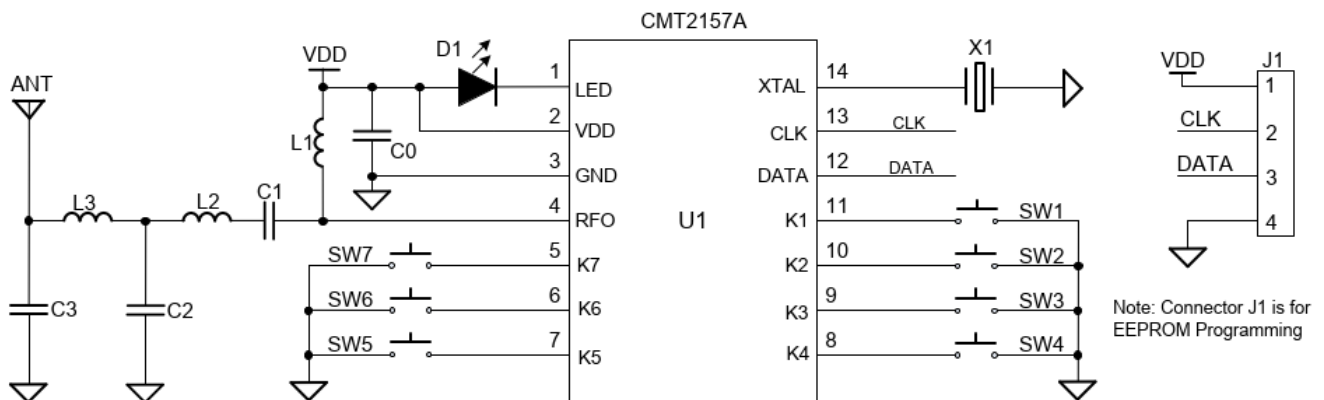 CMT2157A
ANT
VDD
D1
1
LED
XTAL
14
X1
VDD
J1
1
L1
C0
2
VDD
CLK
13
CLK
CLK
2
3
GND
DATA
12
DATA
DATA
3
L3
L2
C1
4
RFO
U1
K1
11
SW1
4
SW7
5
K7
K2
10
SW2
C3
C2
SW6
6
K6
K3
9
SW3
Note: Connector J1 is for
EEPROM Programming
SW5
7
K5
K4
8
SW4